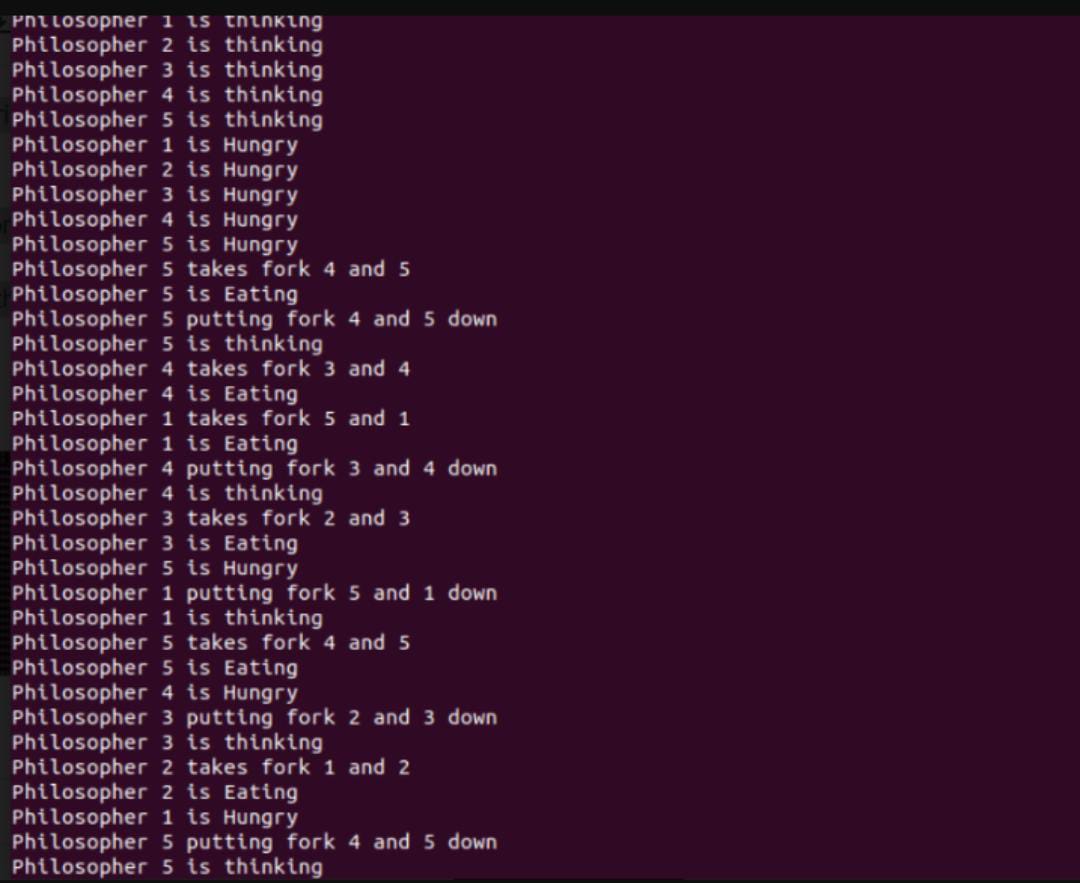 Philosopher 1 is thinking
Philosopher 2 is thinking
Philosopher 3 is thinking
Philosopher 4 is thinking
Philosopher 5 is thinking
Philosopher 1 is Hungry
Philosopher 2 is Hungry
Philosopher 3 is Hungry
Philosopher 4 is Hungry
Philosopher 5 is Hungry
Philosopher 5 takes fork 4 and 5
Philosopher 5 is Eating
Philosopher 5 putting fork 4 and 5 down
Philosopher 5 is thinking
Philosopher 4 takes fork 3 and 4
Philosopher 4 is Eating
Philosopher 1 takes fork 5 and 1
Philosopher 1 is Eating
Philosopher 4 putting fork 3 and 4 down
Philosopher 4 is thinking
Philosopher 3 takes fork 2 and 3
Philosopher 3 is Eating
Philosopher 5 is Hungry
Philosopher 1 putting fork 5 and 1 down
Philosopher 1 is thinking
Philosopher 5 takes fork 4 and 5
Philosopher 5 is Eating
Philosopher 4 is Hungry
Philosopher 3 putting fork 2 and 3 down
Philosopher 3 is thinking
Philosopher 2 takes fork 1 and 2
Philosopher 2 is Eating
Philosopher 1 is Hungry
Philosopher 5 putting fork 4 and 5 down
Philosopher 5 is thinking